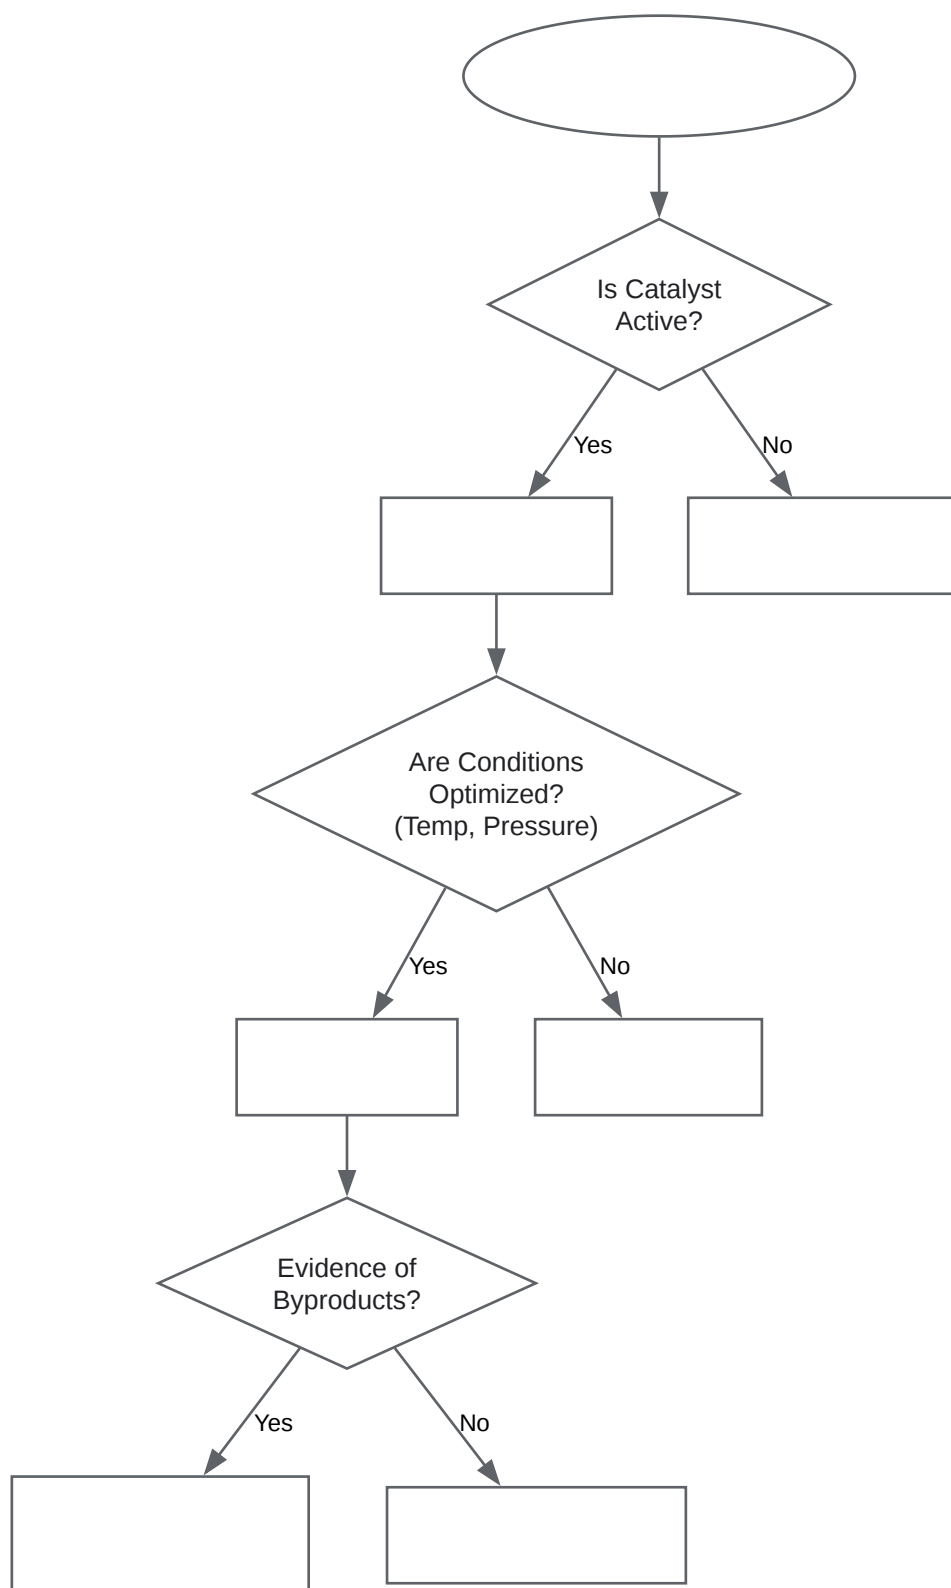 Is Catalyst
Active?
Yes
No
Are Conditions
Optimized?
(Temp, Pressure)
Yes
No
Evidence of
Byproducts?
Yes
No